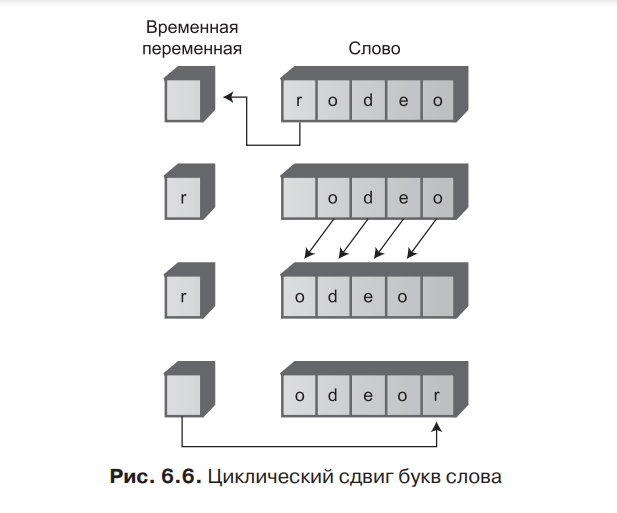 Временная
переменная
Слово
r o d e o
r
o d e o
r
o d e o
o d e o r
Рис. 6.6. Циклический сдвиг букв слова